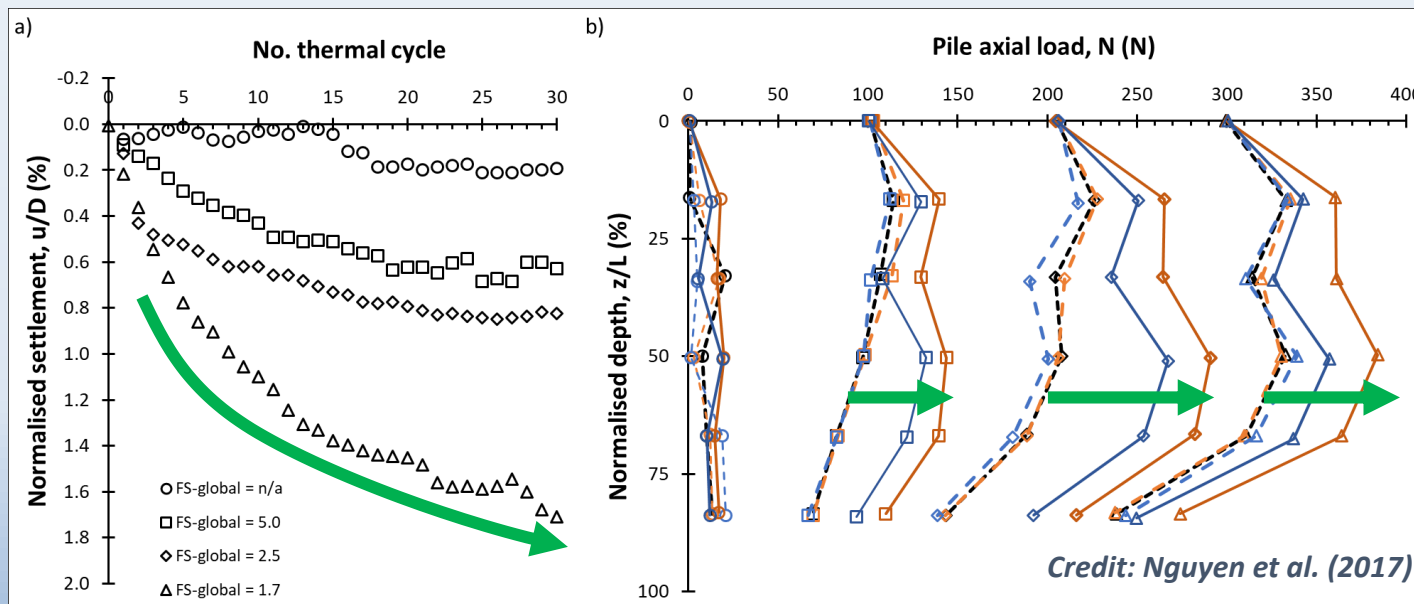 a)
No. thermal cycle
-0.2
0 5 10 15 20 25 30
0.0
0.2
0.4
0.6
0.8
1.0
1.2
1.4
1.6
1.8
2.0
Normalised settlement, u/D (%)
FS-global = n/a
FS-global = 5.0
FS-global = 2.5
FS-global = 1.7
b)
Pile axial load, N (N)
0 50 100 150 200 250 300 350 400
0
25
50
75
100
Normalised depth, z/L (%)
Credit: Nguyen et al. (2017)